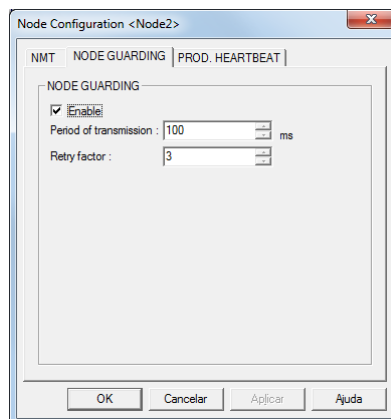 Node Configuration <Node2>
NMT NODE GUARDING PROD. HEARTBEAT
NODE GUARDING
Enable
Period of transmission : 100 ms
Retry factor : 3
OK Cancelar Aplicar Ajuda